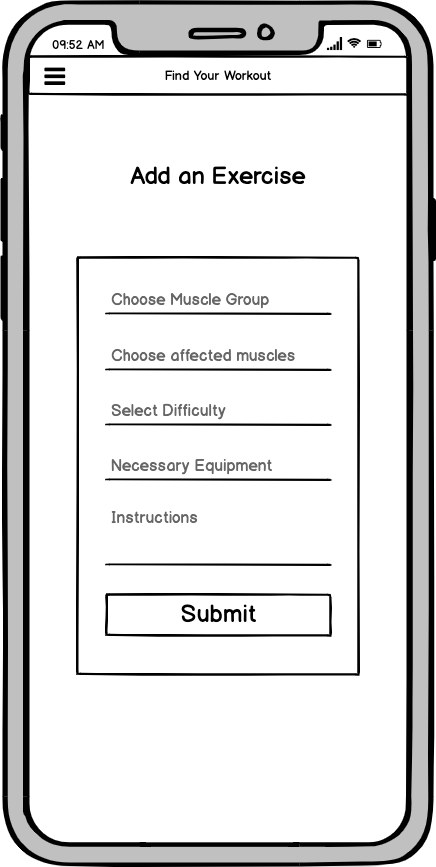 09:52 AM
Find Your Workout
Add an Exercise
Choose Muscle Group
Choose affected muscles
Select Difficulty
Necessary Equipment
Instructions
Submit